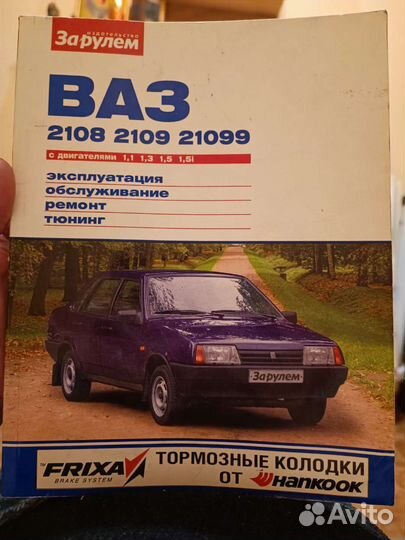 издательство
За рулем
ВАЗ
2108 2109 21099
с двигателями 1,1 1,3 1,5 1,5i
эксплуатация
обслуживание
ремонт
тюнинг
За рулем
FRIXA
BRAKE SYSTEM
ТОРМОЗНЫЕ КОЛОДКИ
ОТ HANKOOK
Avito